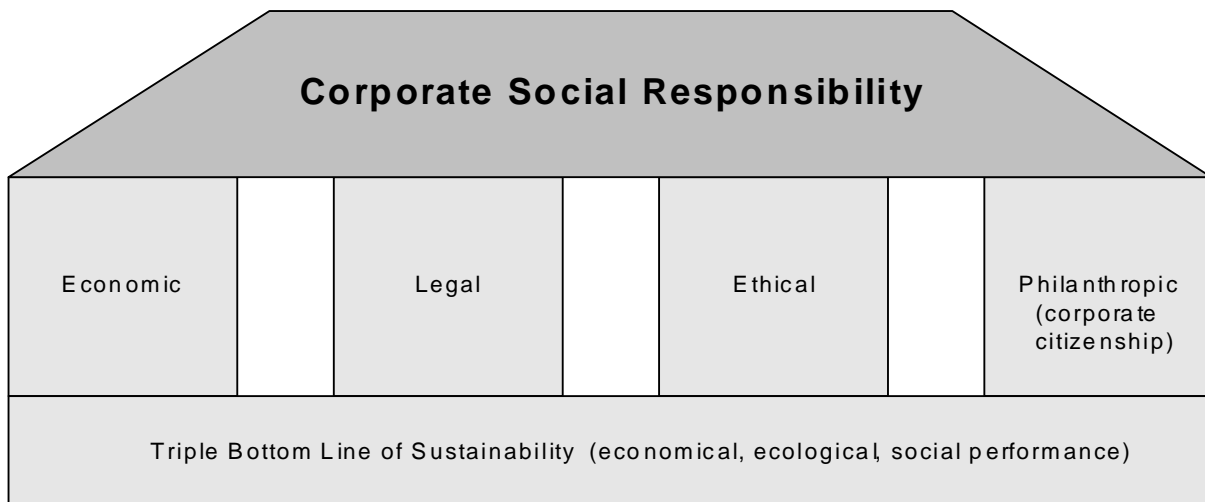 Corporate Social Responsibility
Economic
Legal
Ethical
Philanthropic
(corporate
citizenship)
Triple Bottom Line of Sustainability (economical, ecological, social performance)